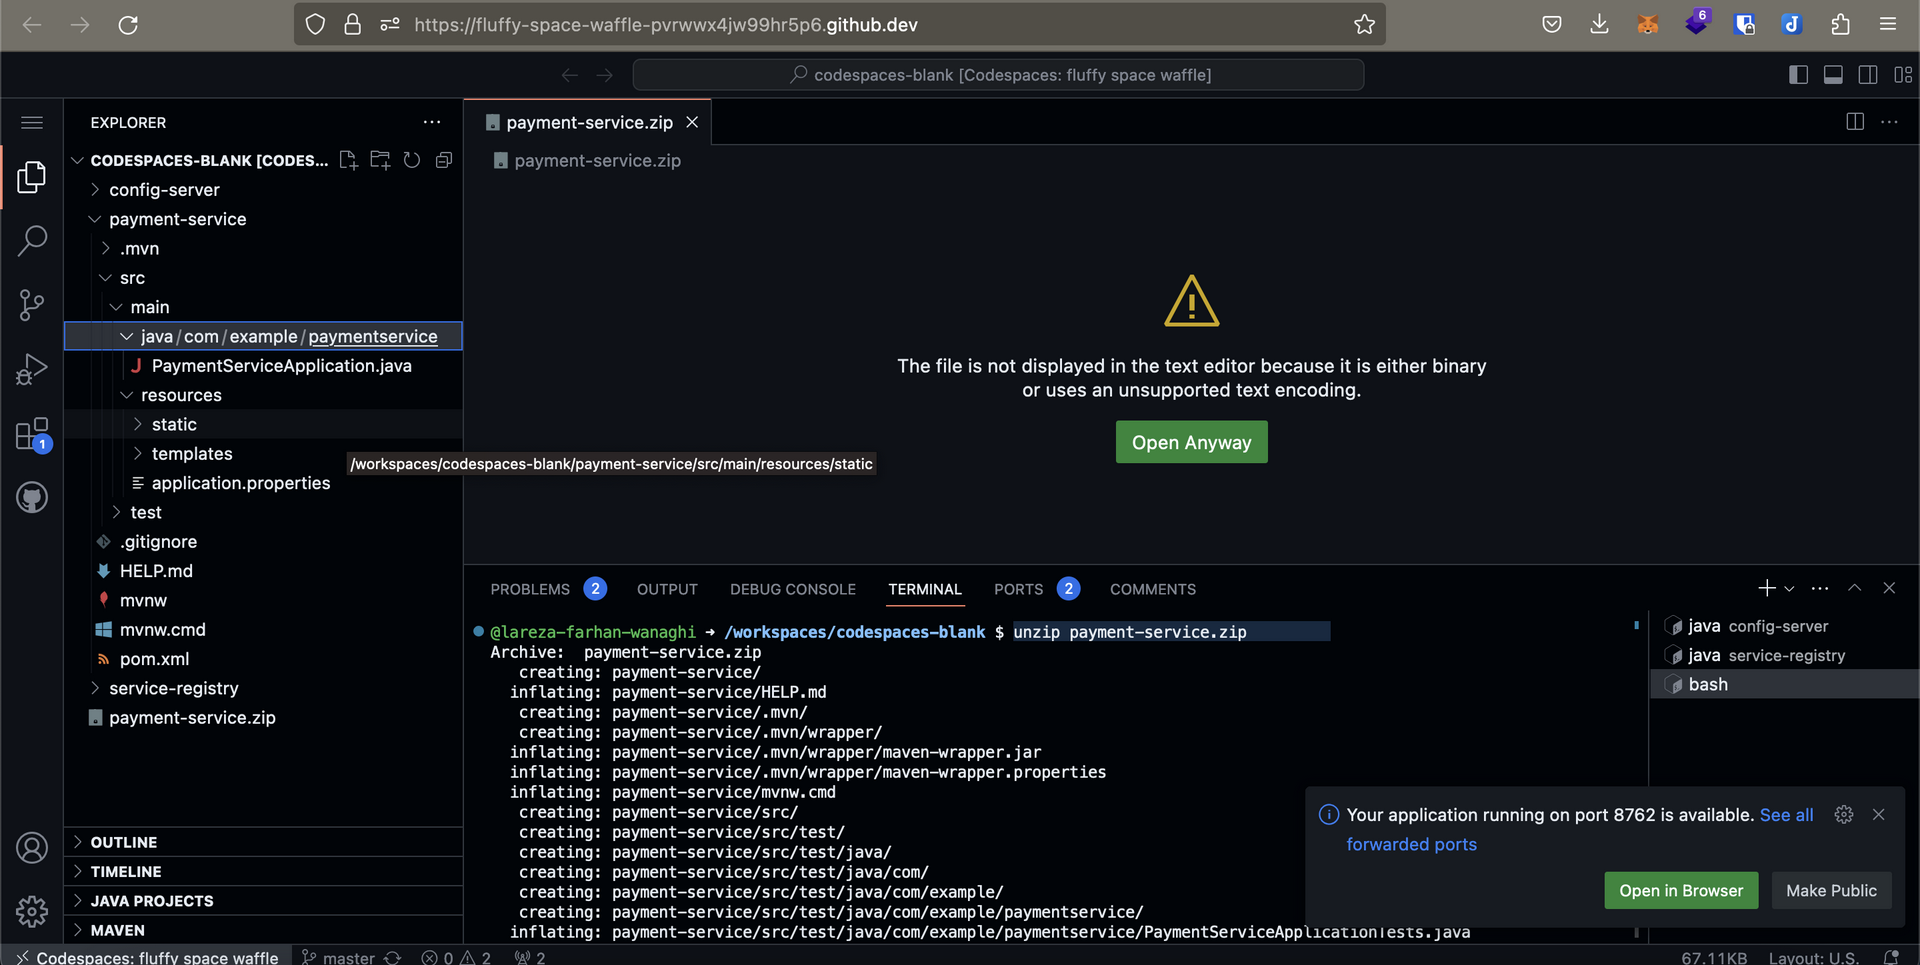 https://fluffy-space-waffle-pvrwwx4jw99hr5p6.github.dev
6
codespaces-blank [Codespaces: fluffy space waffle]
EXPLORER
CODESPACES-BLANK [CODES...
config-server
payment-service
.mvn
src
main
java/com/example/paymentservice
PaymentServiceApplication.java
resources
static
templates
application.properties
test
.gitignore
HELP.md
mvnw
mvnw.cmd
pom.xml
service-registry
payment-service.zip
1
OUTLINE
TIMELINE
JAVA PROJECTS
MAVEN
/workspaces/codespaces-blank/payment-service/src/main/resources/static
payment-service.zip
payment-service.zip
The file is not displayed in the text editor because it is either binary
or uses an unsupported text encoding.
Open Anyway
PROBLEMS 2 OUTPUT DEBUG CONSOLE TERMINAL PORTS 2 COMMENTS
@lareza-farhan-wanaghi → /workspaces/codespaces-blank $ unzip payment-service.zip
Archive:  payment-service.zip
creating: payment-service/
inflating: payment-service/HELP.md
creating: payment-service/.mvn/
creating: payment-service/.mvn/wrapper/
inflating: payment-service/.mvn/wrapper/maven-wrapper.jar
inflating: payment-service/.mvn/wrapper/maven-wrapper.properties
inflating: payment-service/mvnw.cmd
creating: payment-service/src/
creating: payment-service/src/test/
creating: payment-service/src/test/java/
creating: payment-service/src/test/java/com/
creating: payment-service/src/test/java/com/example/
creating: payment-service/src/test/java/com/example/paymentservice/
inflating: payment-service/src/test/java/com/example/paymentservice/PaymentServiceApplicationTests.java
java config-server
java service-registry
bash
Your application running on port 8762 is available. See all
forwarded ports
Open in Browser
Make Public
Codespaces: fluffy space waffle master 0 2 2 67.11KB Layout: U.S.